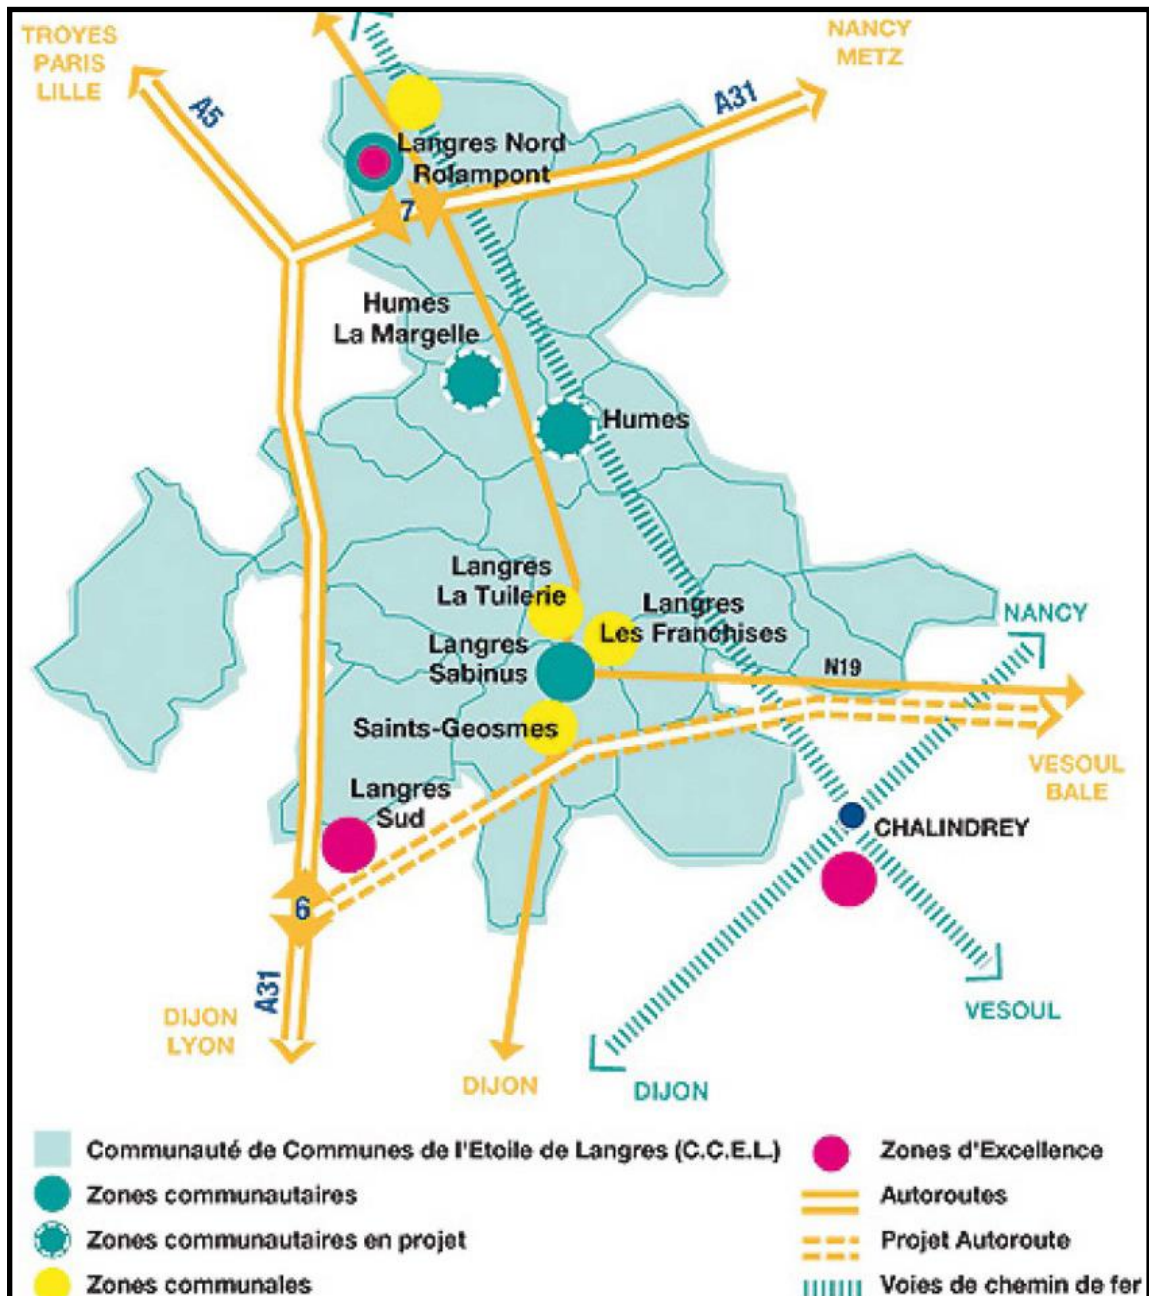 TROYES
PARIS
LILLE
A5
NANCY
METZ
A31
Langres Nord
Rolampont
7
Humes
La Margelle
Humes
Langres
La Tuilerie
Langres
Les Franchises
NANCY
Langres
Sabinus
N19
Saints-Geosmes
VESOUL
BALE
Langres
Sud
CHALINDREY
6
A31
DIJON
LYON
VESOUL
DIJON
DIJON
Communauté de Communes de l'Etoile de Langres (C.C.E.L.)
Zones communautaires
Zones communautaires en projet
Zones communales
Zones d'Excellence
Autoroutes
Projet Autoroute
Voies de chemin de fer